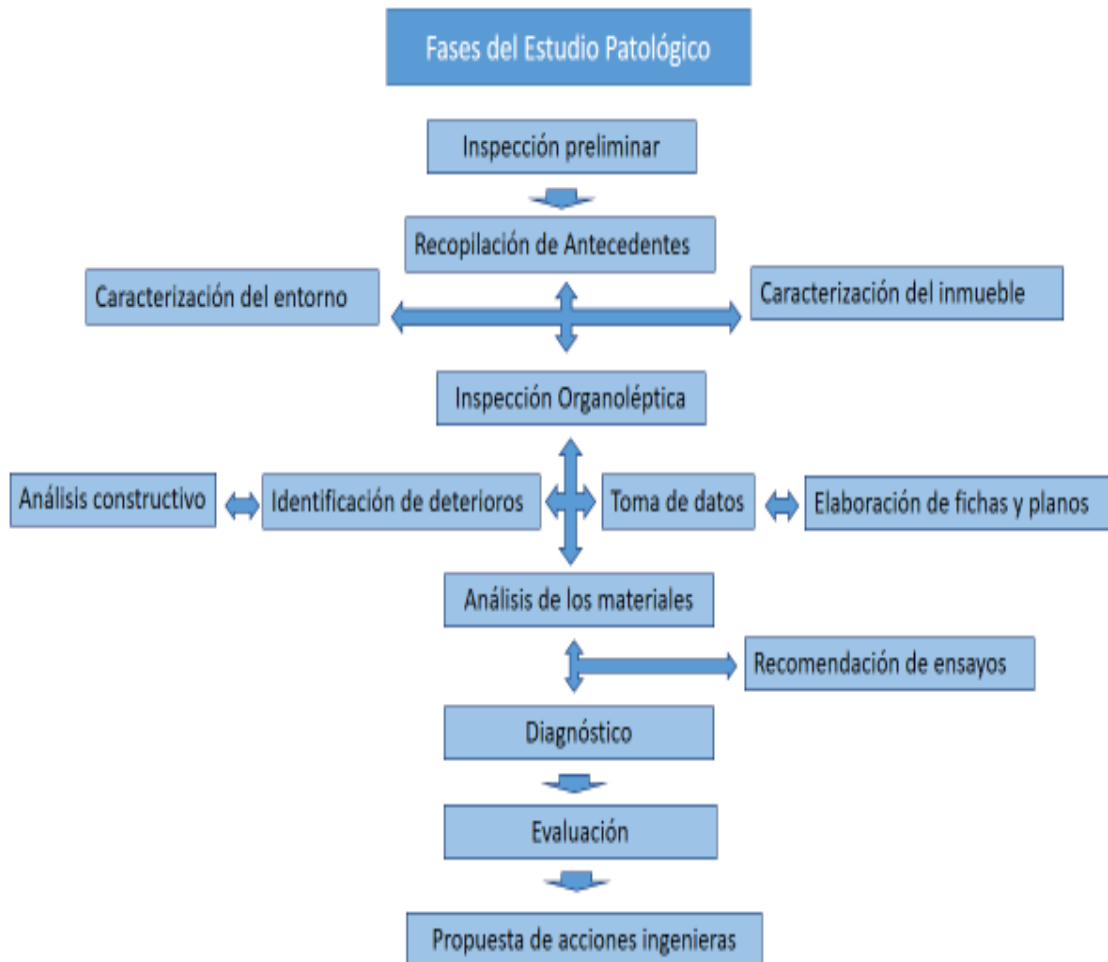 Fases del Estudio Patológico
Inspección preliminar
Recopilación de Antecedentes
Caracterización del entorno
Caracterización del inmueble
Inspección Organoléptica
Análisis constructivo
Identificación de deterioros
Toma de datos
Elaboración de fichas y planos
Análisis de los materiales
Recomendación de ensayos
Diagnóstico
Evaluación
Propuesta de acciones ingenieras